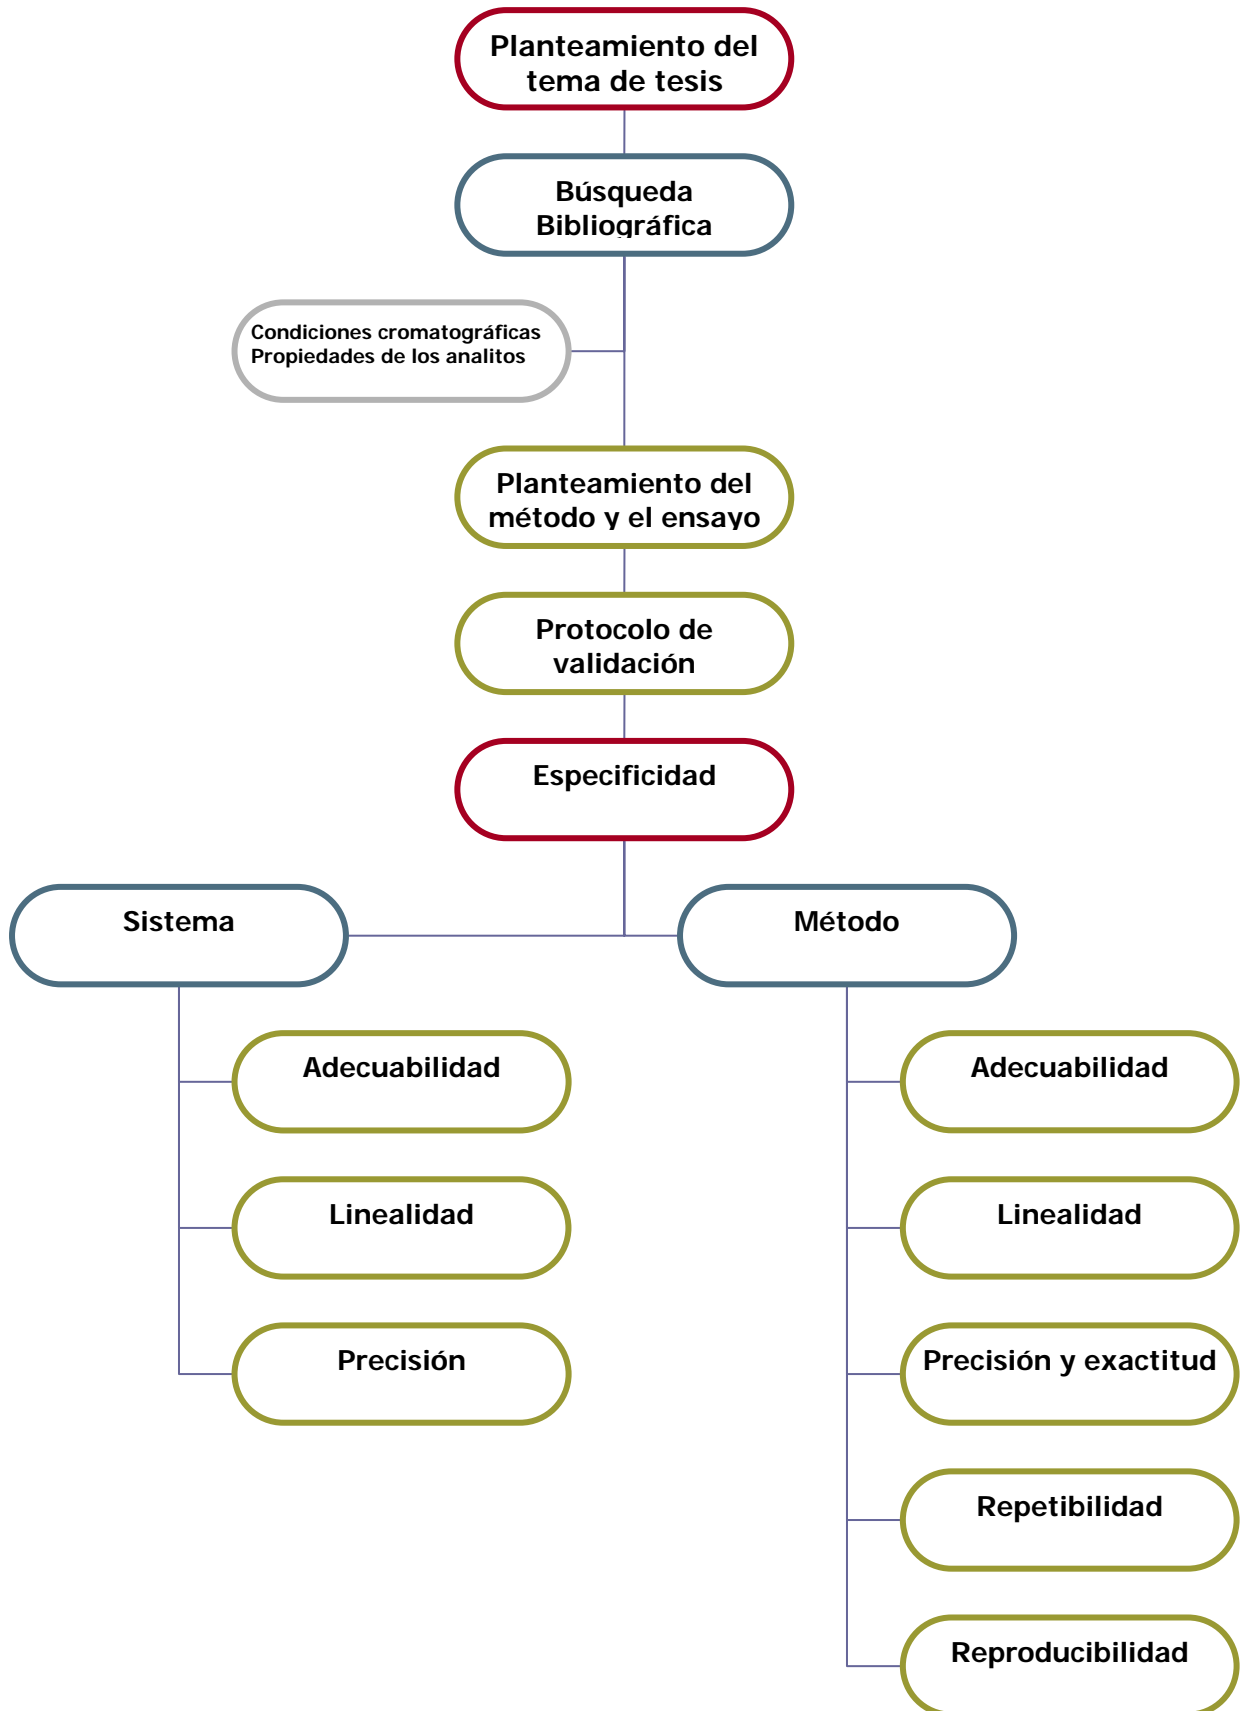 Planteamiento del
tema de tesis
Búsqueda
Bibliográfica
Condiciones cromatográficas
Propiedades de los analitos
Planteamiento del
método y el ensayo
Protocolo de
validación
Especificidad
Sistema
Método
Adecuabilidad
Linealidad
Precisión
Adecuabilidad
Linealidad
Precisión y exactitud
Repetibilidad
Reproducibilidad